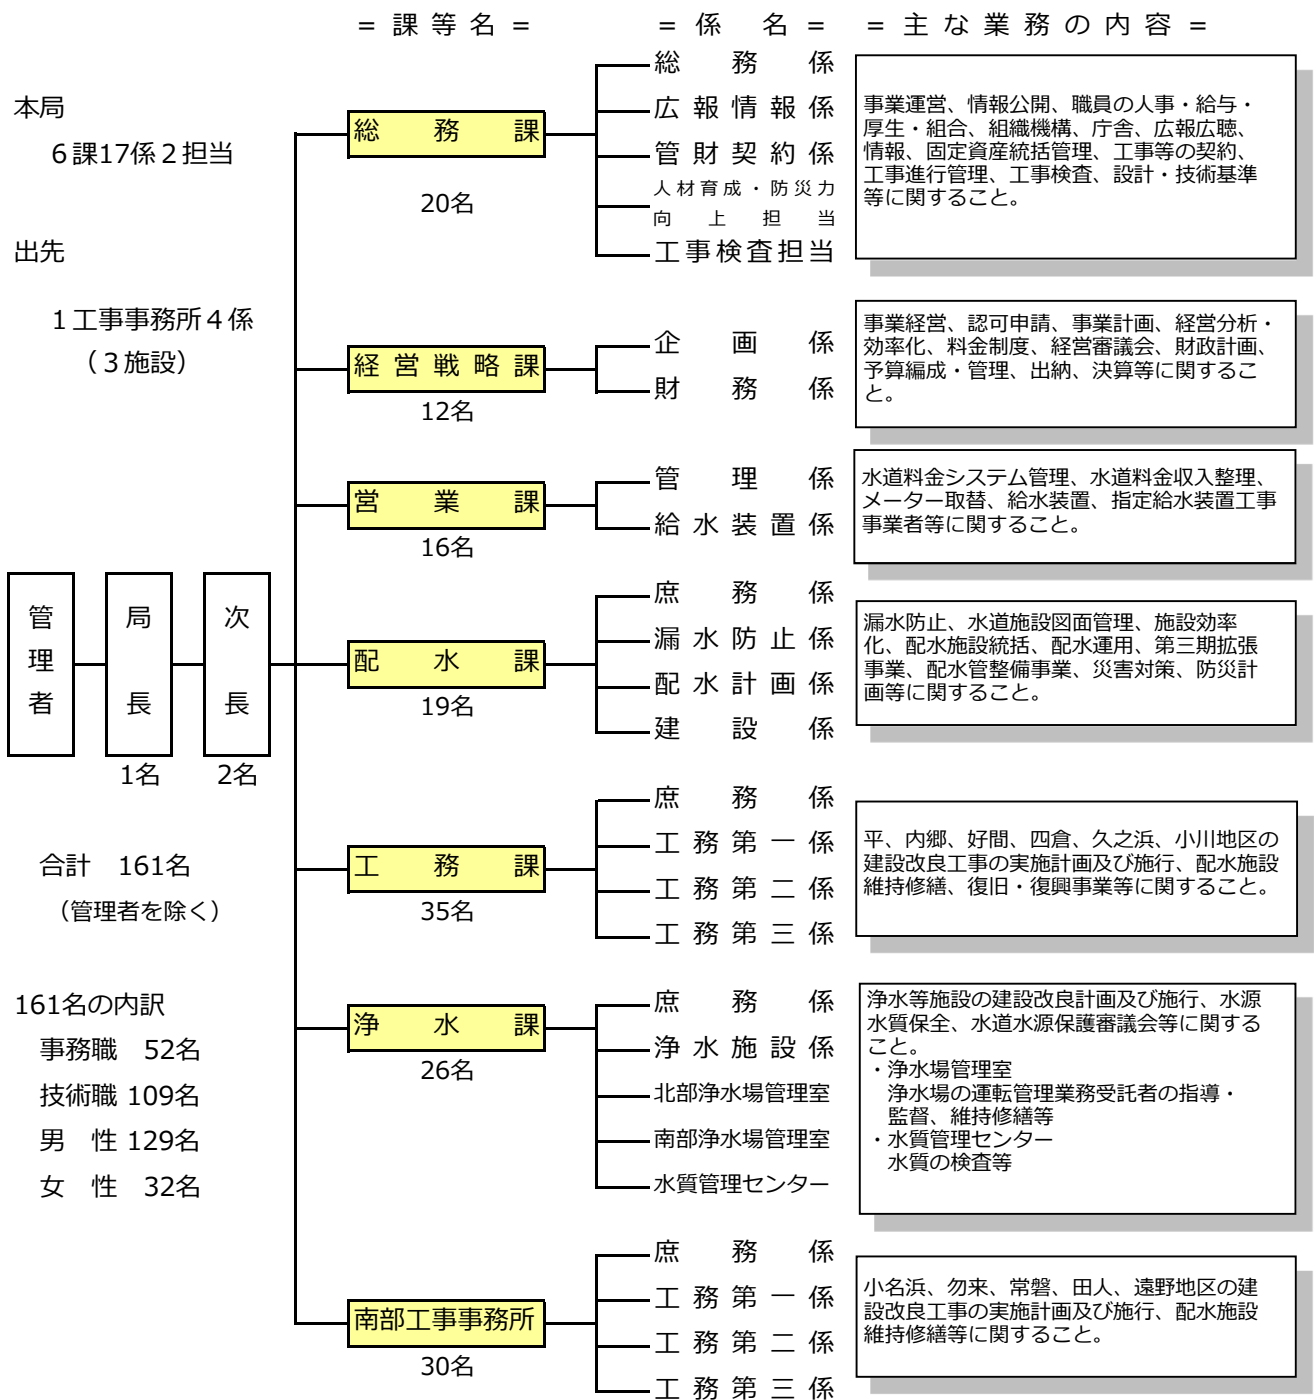 = 課 等 名 =
= 係 名 =
= 主 な 業 務 の 内 容 =
本局
６課17係２担当
出先
１工事事務所４係
（３施設）
管理者
局長
1名
次長
2名
合計 161名
（管理者を除く）
161名の内訳
事務職 52名
技術職 109名
男 性 129名
女 性 32名
総 務 課
20名
総 務 係
広 報 情 報 係
管 財 契 約 係
人 材 育 成 ・ 防 災 力
向 上 担 当
工 事 検 査 担 当
事業運営、情報公開、職員の人事・給与・
厚生・組合、組織機構、庁舎、広報広聴、
情報、固定資産統括管理、工事等の契約、
工事進行管理、工事検査、設計・技術基準
等に関すること。
経 営 戦 略 課
12名
企 画 係
財 務 係
事業経営、認可申請、事業計画、経営分析・
効率化、料金制度、経営審議会、財政計画、
予算編成・管理、出納、決算等に関するこ
と。
営 業 課
16名
管 理 係
給 水 装 置 係
水道料金システム管理、水道料金収入整理、
メーター取替、給水装置、指定給水装置工事
事業者等に関すること。
配 水 課
19名
庶 務 係
漏 水 防 止 係
配 水 計 画 係
建 設 係
漏水防止、水道施設図面管理、施設効率
化、配水施設統括、配水運用、第三期拡張
事業、配水管整備事業、災害対策、防災計
画等に関すること。
工 務 課
35名
庶 務 係
工 務 第 一 係
工 務 第 二 係
工 務 第 三 係
平、内郷、好間、四倉、久之浜、小川地区の
建設改良工事の実施計画及び施行、配水施設
維持修繕、復旧・復興事業等に関すること。
浄 水 課
26名
庶 務 係
浄 水 施 設 係
北部浄水場管理室
南部浄水場管理室
水質管理センター
浄水等施設の建設改良計画及び施行、水源
水質保全、水道水源保護審議会等に関する
こと。
・浄水場管理室
浄水場の運転管理業務受託者の指導・
監督、維持修繕等
・水質管理センター
水質の検査等
南部工事事務所
30名
庶 務 係
工 務 第 一 係
工 務 第 二 係
工 務 第 三 係
小名浜、勿来、常磐、田人、遠野地区の建
設改良工事の実施計画及び施行、配水施設
維持修繕等に関すること。